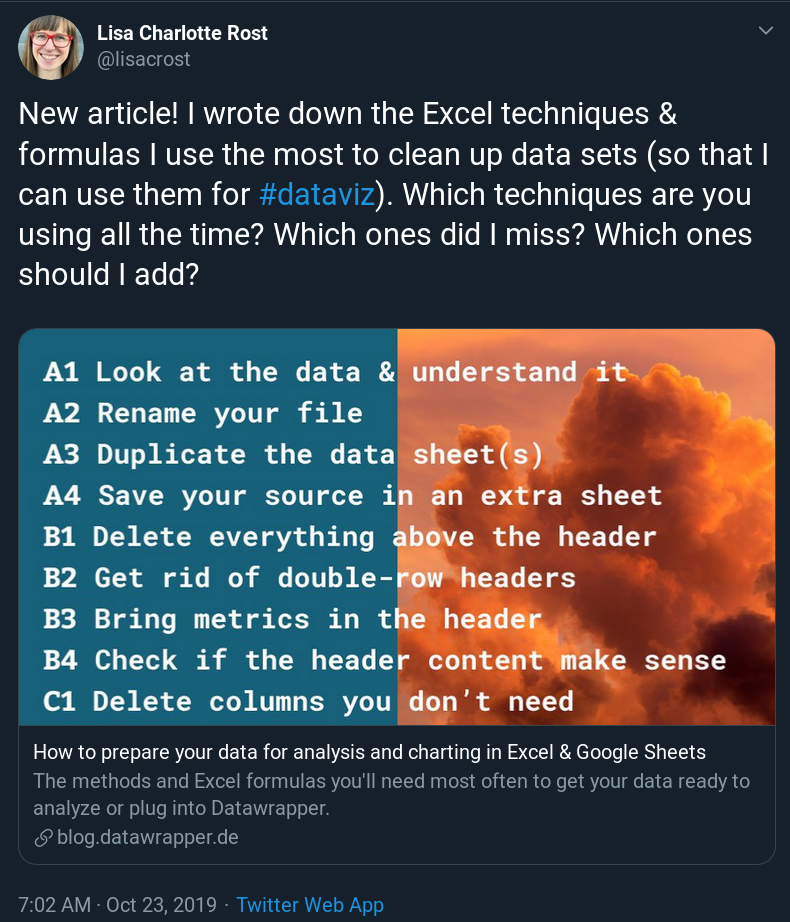 Lisa Charlotte Rost
@lisacrost
New article! I wrote down the Excel techniques &
formulas I use the most to clean up data sets (so that I
can use them for #dataviz). Which techniques are you
using all the time? Which ones did I miss? Which ones
should I add?
A1 Look at the data & understand it
A2 Rename your file
A3 Duplicate the data sheet(s)
A4 Save your source in an extra sheet
B1 Delete everything above the header
B2 Get rid of double-row headers
B3 Bring metrics in the header
B4 Check if the header content make sense
C1 Delete columns you don't need
How to prepare your data for analysis and charting in Excel & Google Sheets
The methods and Excel formulas you'll need most often to get your data ready to
analyze or plug into Datawrapper.
blog.datawrapper.de
7:02 AM · Oct 23, 2019 · Twitter Web App